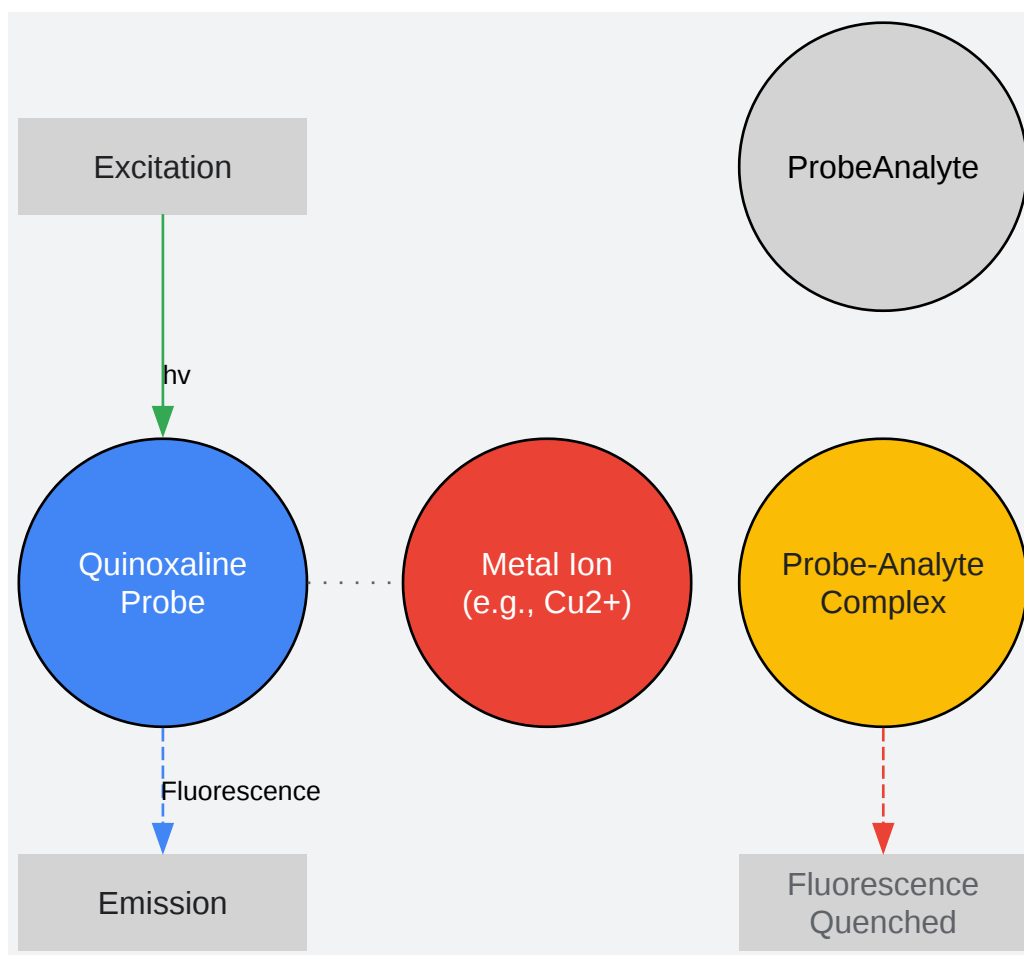 Excitation
ProbeAnalyte
hv
Quinoxaline
Probe
Metal Ion
(e.g., Cu2+)
Probe-Analyte
Complex
Fluorescence
Emission
Fluorescence
Quenched